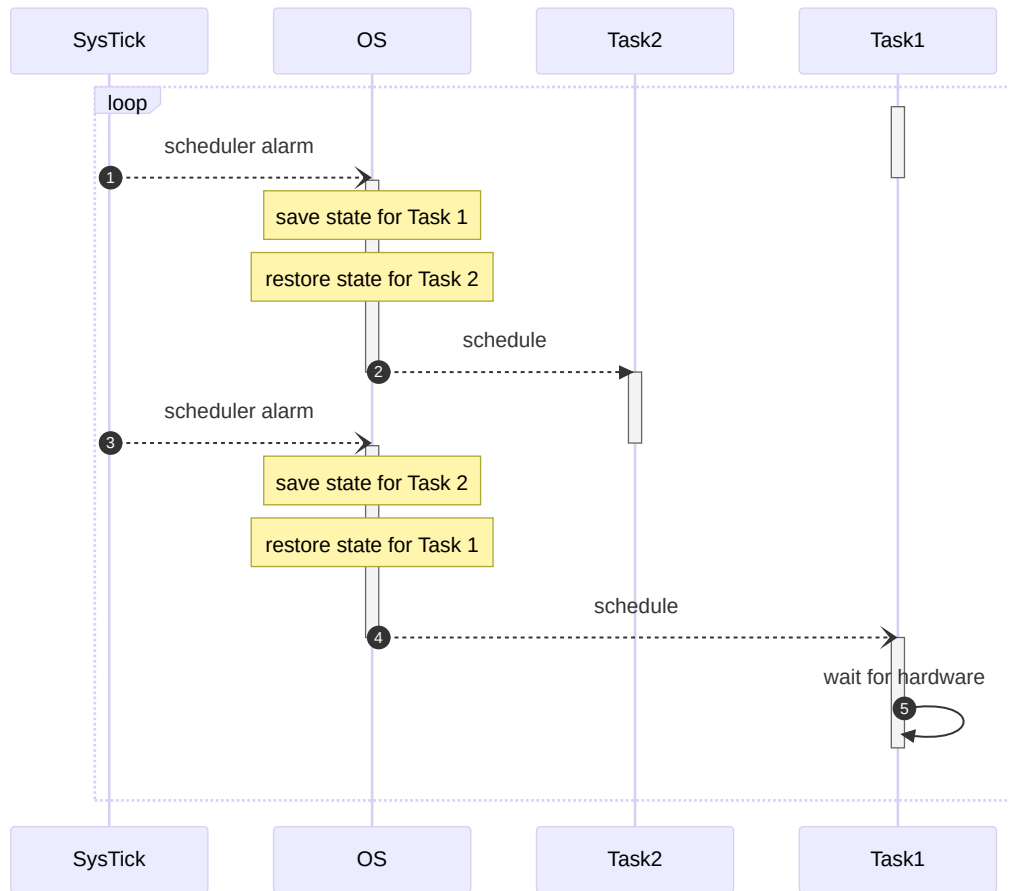 SysTick
OS
Task2
Task1
loop
scheduler alarm
1
save state for Task 1
restore state for Task 2
schedule
2
scheduler alarm
3
save state for Task 2
restore state for Task 1
schedule
4
wait for hardware
5
SysTick
OS
Task2
Task1